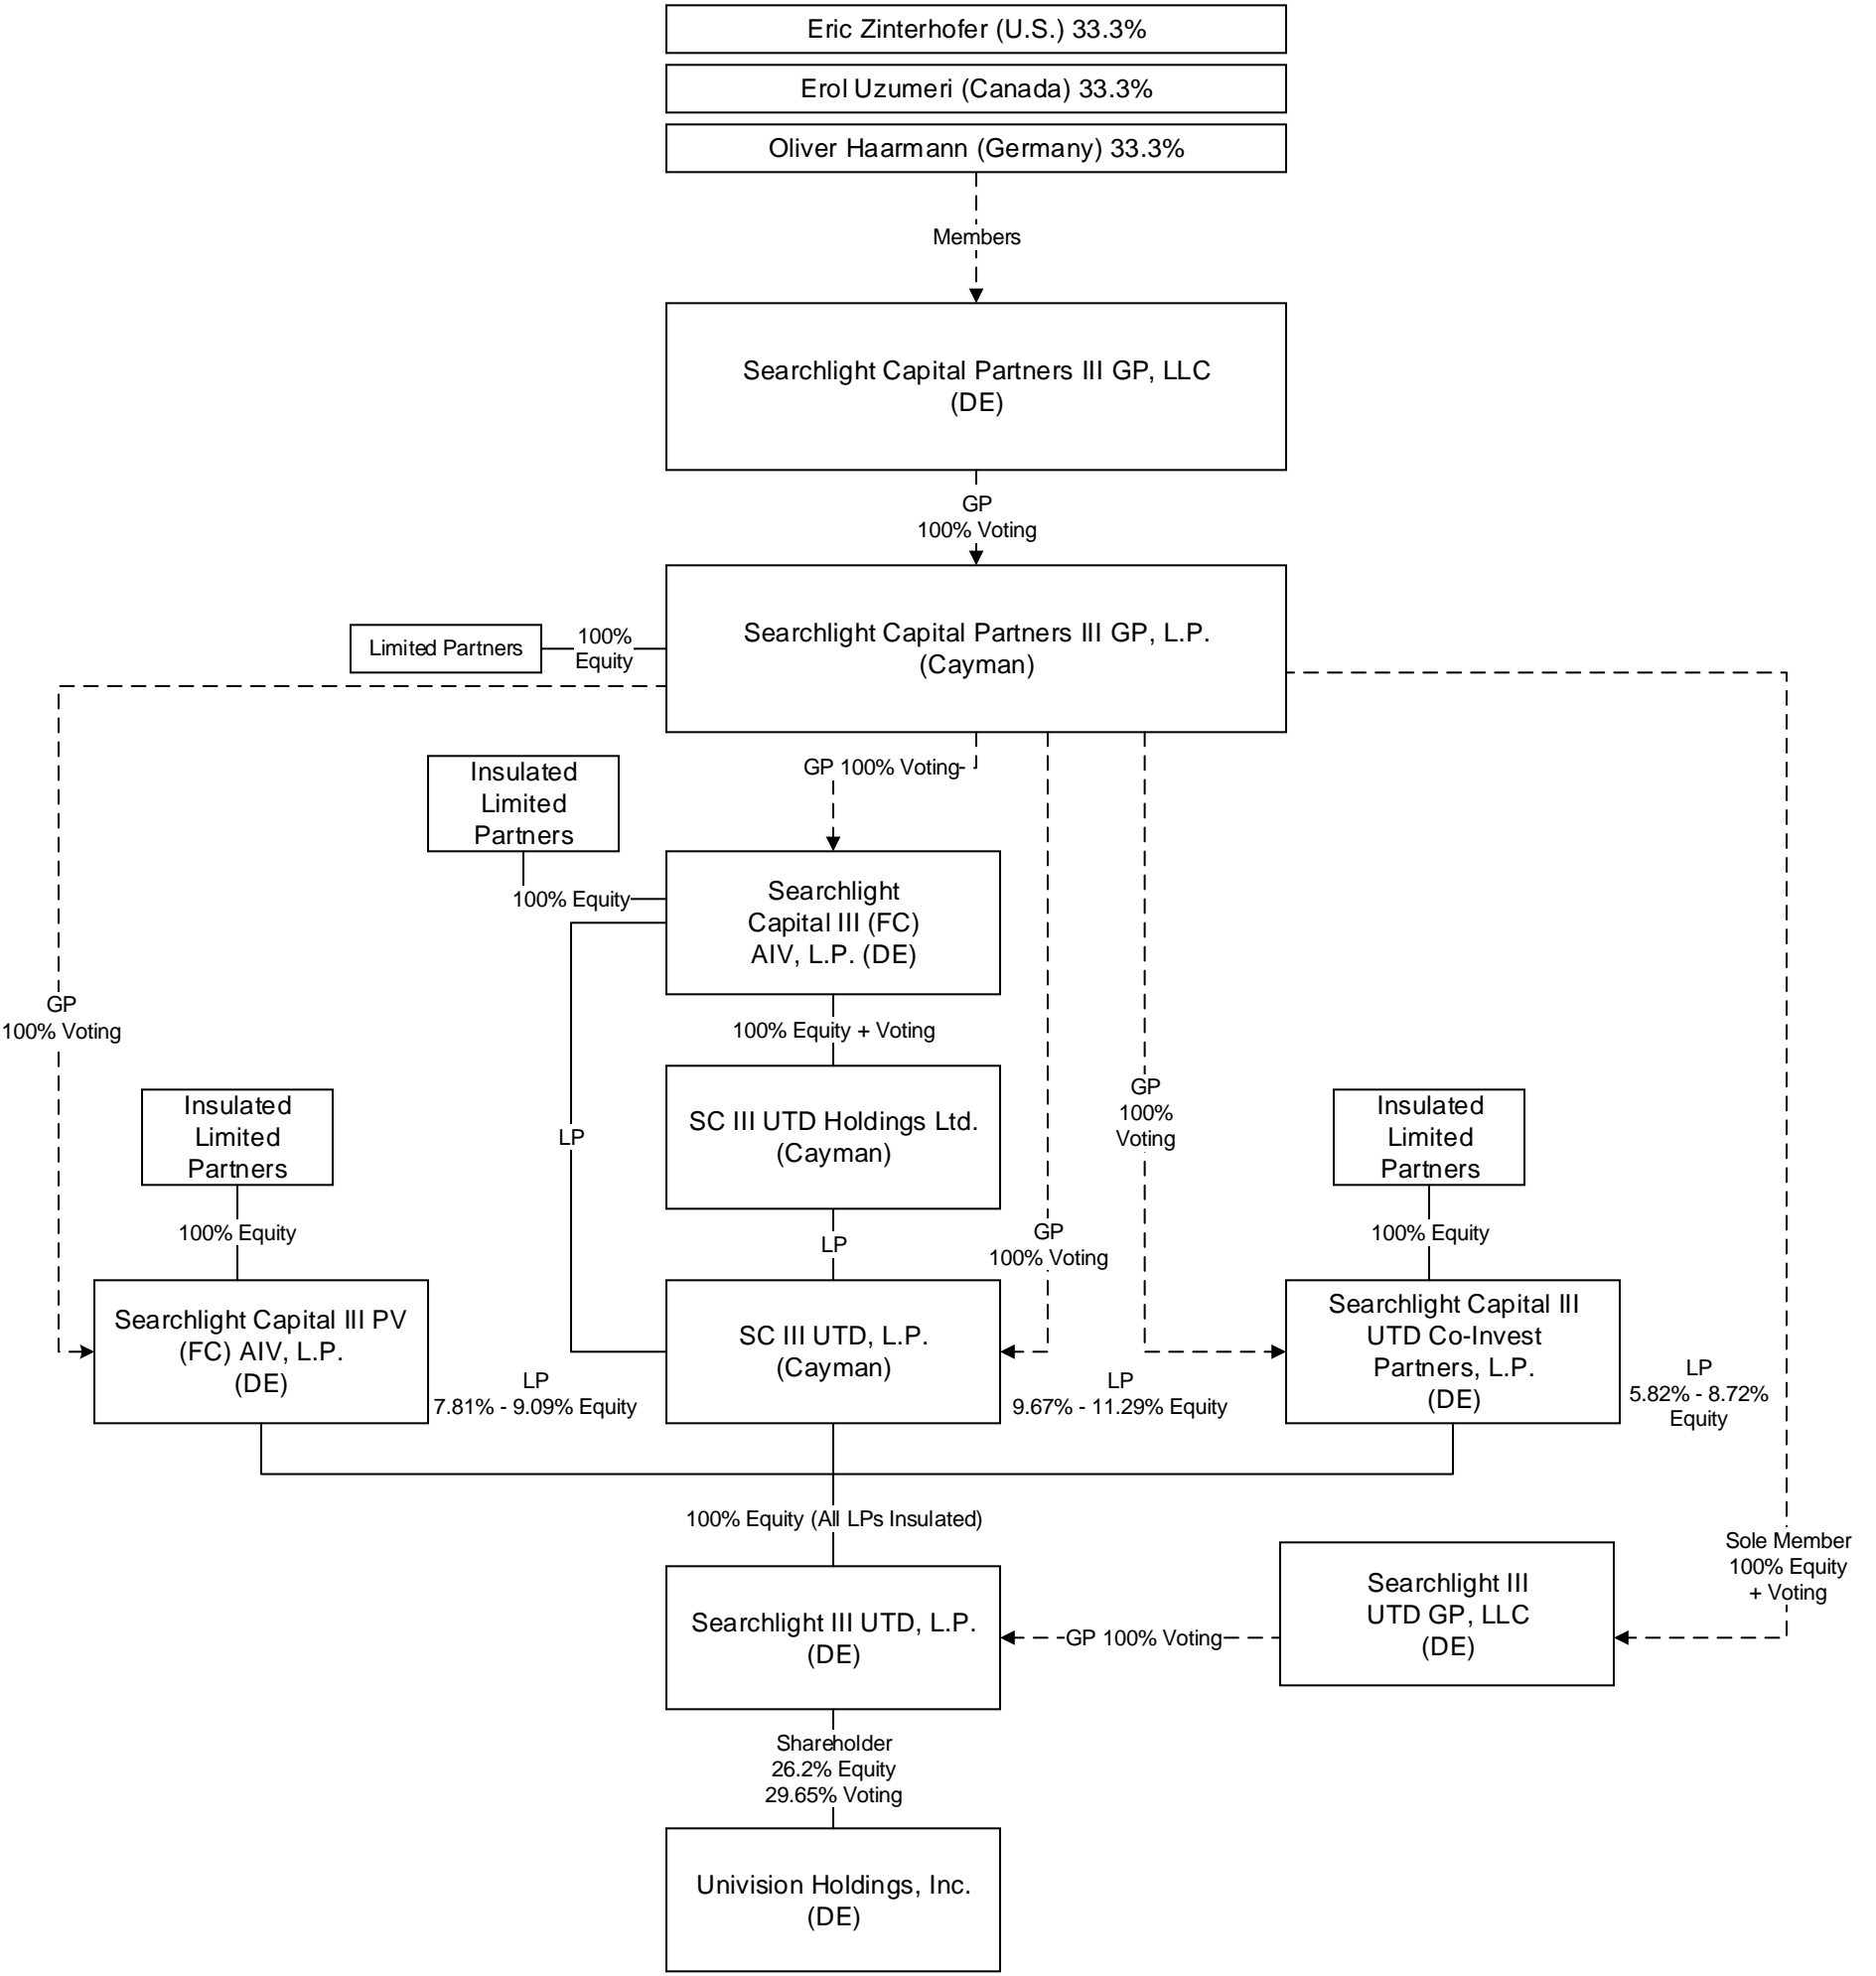 Eric Zinterhofer (U.S.) 33.3%
Erol Uzumeri (Canada) 33.3%
Oliver Haarmann (Germany) 33.3%
Members
Searchlight Capital Partners III GP, LLC
(DE)
GP
100% Voting
Searchlight Capital Partners III GP, L.P.
(Cayman)
Limited Partners
100%
Equity
GP 100% Voting
Insulated
Limited
Partners
100% Equity
Searchlight
Capital III (FC)
AIV, L.P. (DE)
GP
100% Voting
100% Equity + Voting
SC III UTD Holdings Ltd.
(Cayman)
LP
LP
GP
100%
Voting
GP
100% Voting
Insulated
Limited
Partners
100% Equity
Insulated
Limited
Partners
100% Equity
Searchlight Capital III PV
(FC) AIV, L.P.
(DE)
LP
7.81% - 9.09% Equity
SC III UTD, L.P.
(Cayman)
LP
9.67% - 11.29% Equity
Searchlight Capital III
UTD Co-Invest
Partners, L.P.
(DE)
LP
5.82% - 8.72%
Equity
100% Equity (All LPs Insulated)
Sole Member
100% Equity
+ Voting
Searchlight III UTD, L.P.
(DE)
GP 100% Voting
Searchlight III
UTD GP, LLC
(DE)
Shareholder
26.2% Equity
29.65% Voting
Univision Holdings, Inc.
(DE)